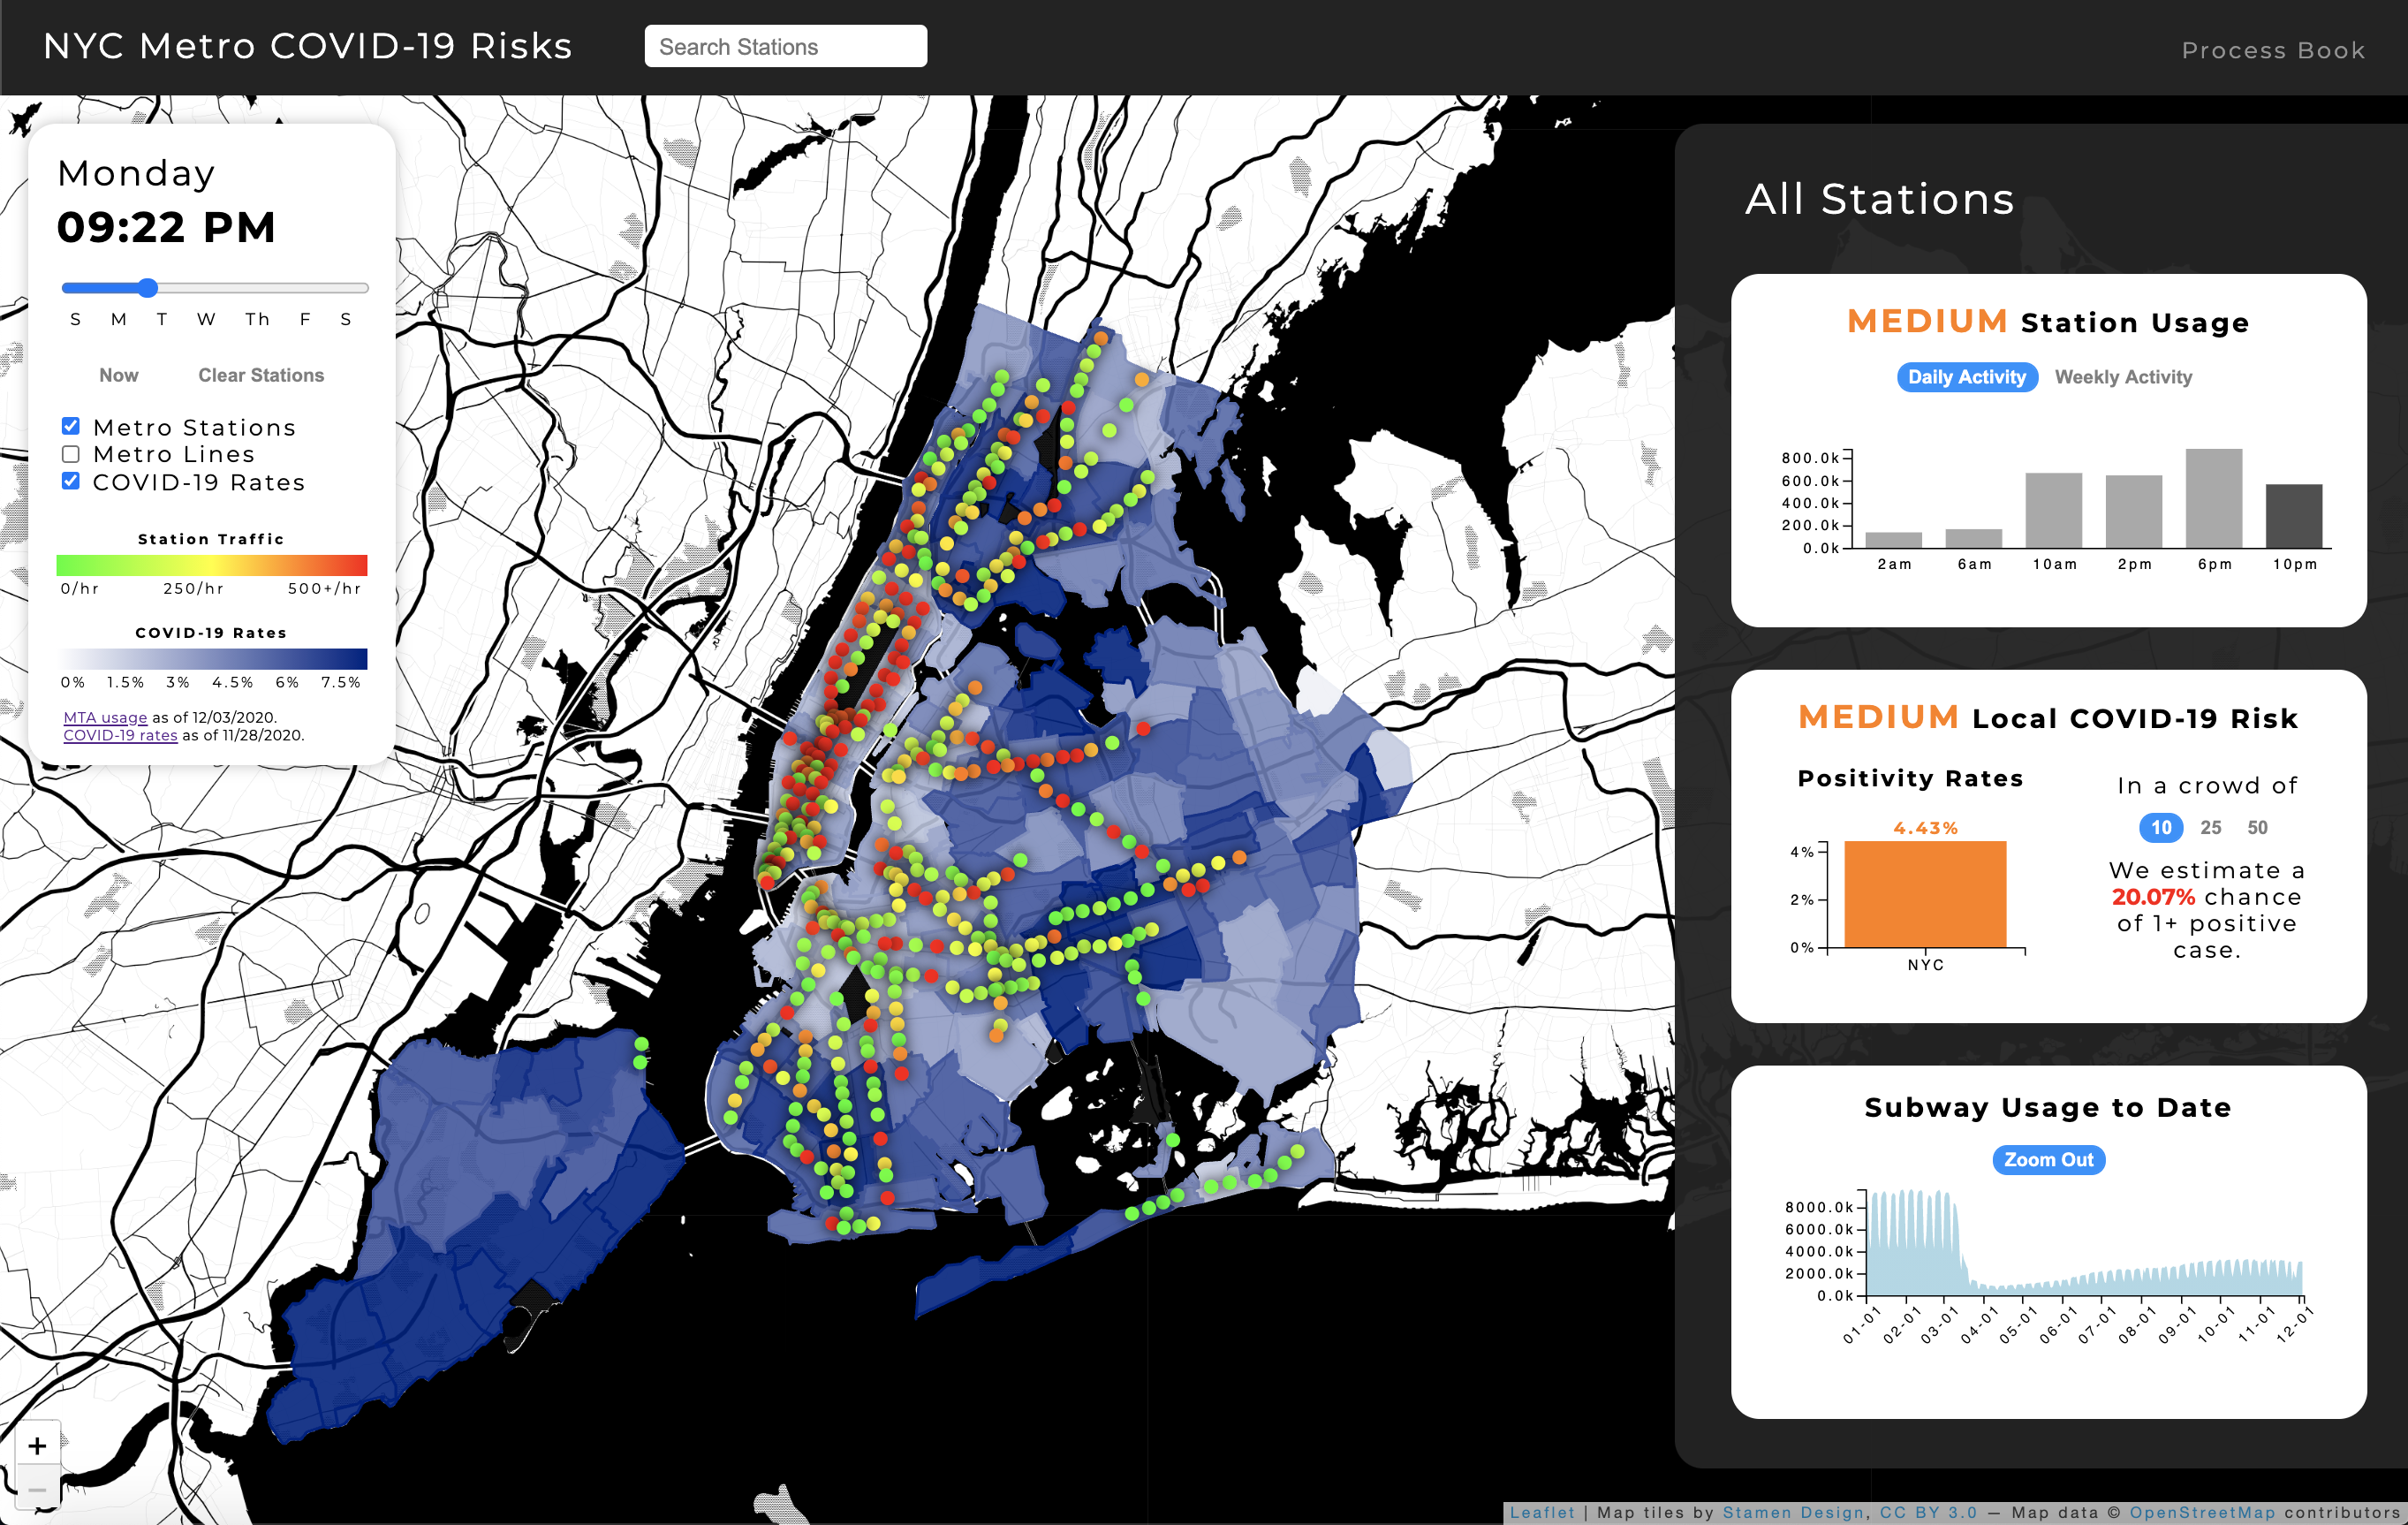 NYC Metro COVID-19 Risks
Search Stations
Process Book
Monday
09:22 PM
S M T W Th F S
Now Clear Stations
Metro Stations
Metro Lines
COVID-19 Rates
Station Traffic
0/hr 250/hr 500+/hr
COVID-19 Rates
0% 1.5% 3% 4.5% 6% 7.5%
MTA usage as of 12/03/2020.
COVID-19 rates as of 11/28/2020.
+
−
All Stations
MEDIUM Station Usage
Daily Activity Weekly Activity
800.0k
600.0k
400.0k
200.0k
0.0k
2am 6am 10am 2pm 6pm 10pm
MEDIUM Local COVID-19 Risk
Positivity Rates
4.43%
4%
2%
0%
NYC
In a crowd of
10 25 50
We estimate a
20.07% chance
of 1+ positive
case.
Subway Usage to Date
Zoom Out
8000.0k
6000.0k
4000.0k
2000.0k
0.0k
01-01 02-01 03-01 04-01 05-01 06-01 07-01 08-01 09-01 10-01 11-01 12-01
Leaflet | Map tiles by Stamen Design, CC BY 3.0 — Map data © OpenStreetMap contributors